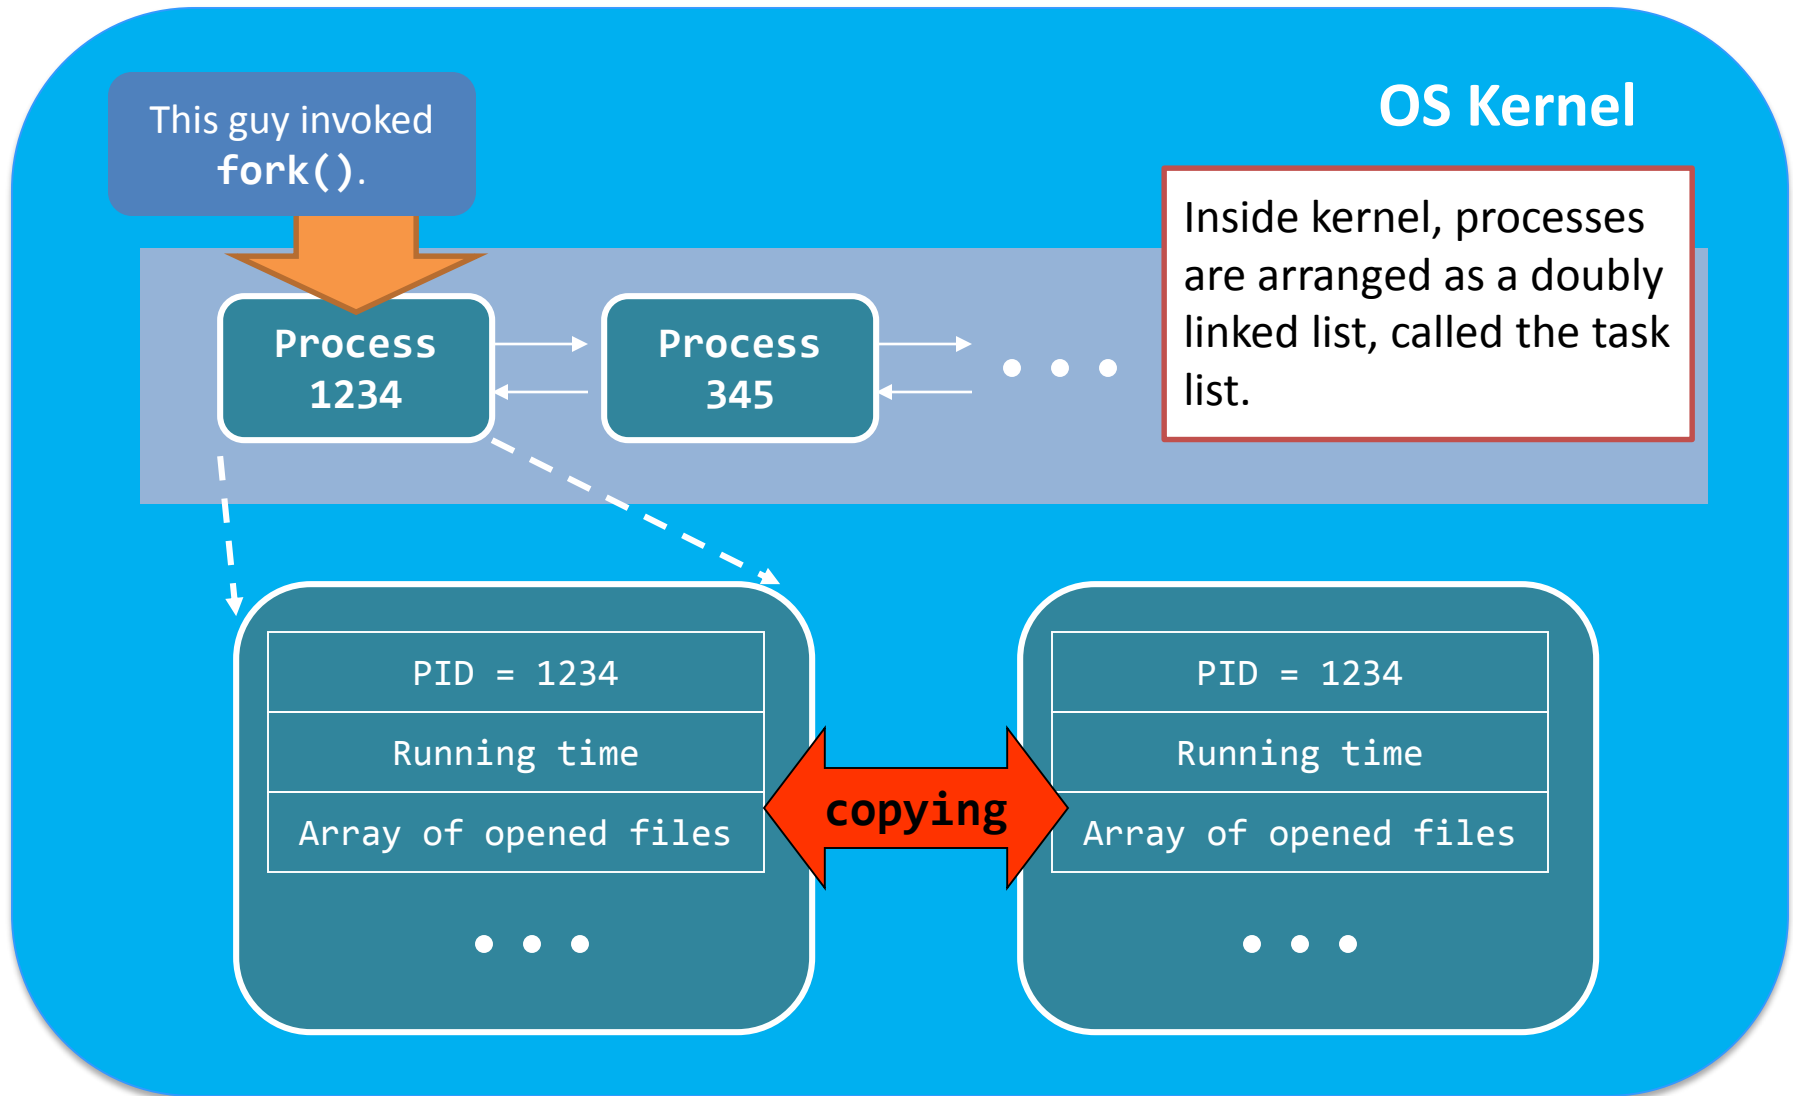 This guy invoked
fork().
OS Kernel
Inside kernel, processes
are arranged as a doubly
linked list, called the task
list.
Process
1234
Process
345
PID = 1234
Running time
Array of opened files
copying
PID = 1234
Running time
Array of opened files